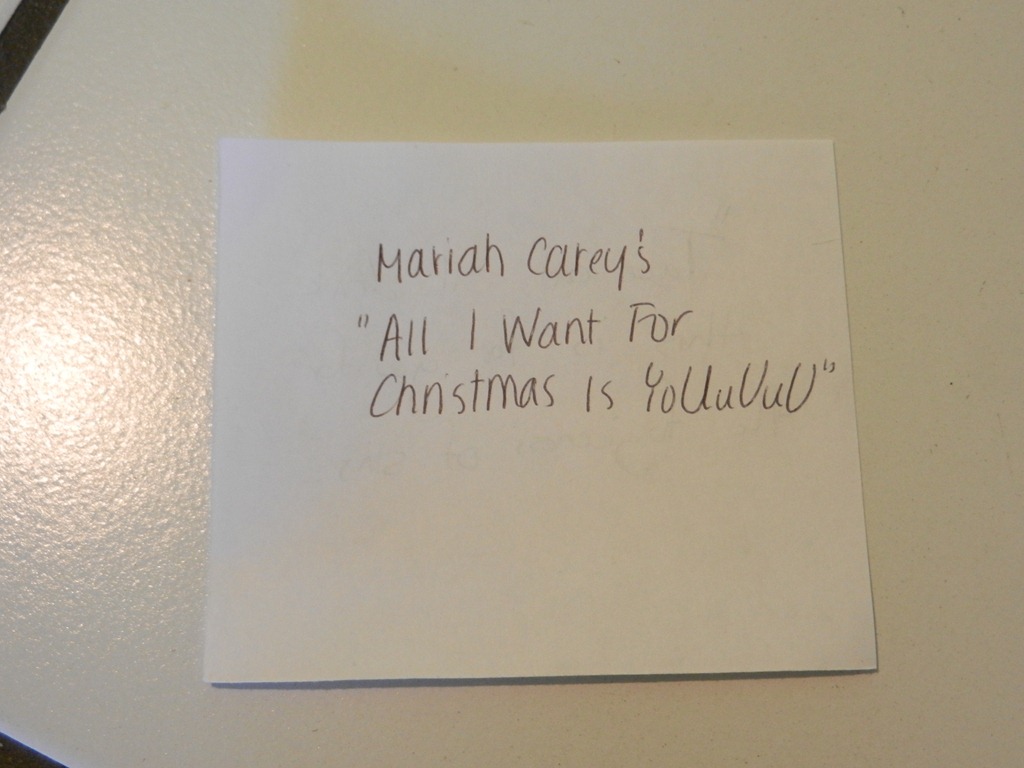 Mariah Carey's
"All I Want For
Christmas Is YoUuUuU"